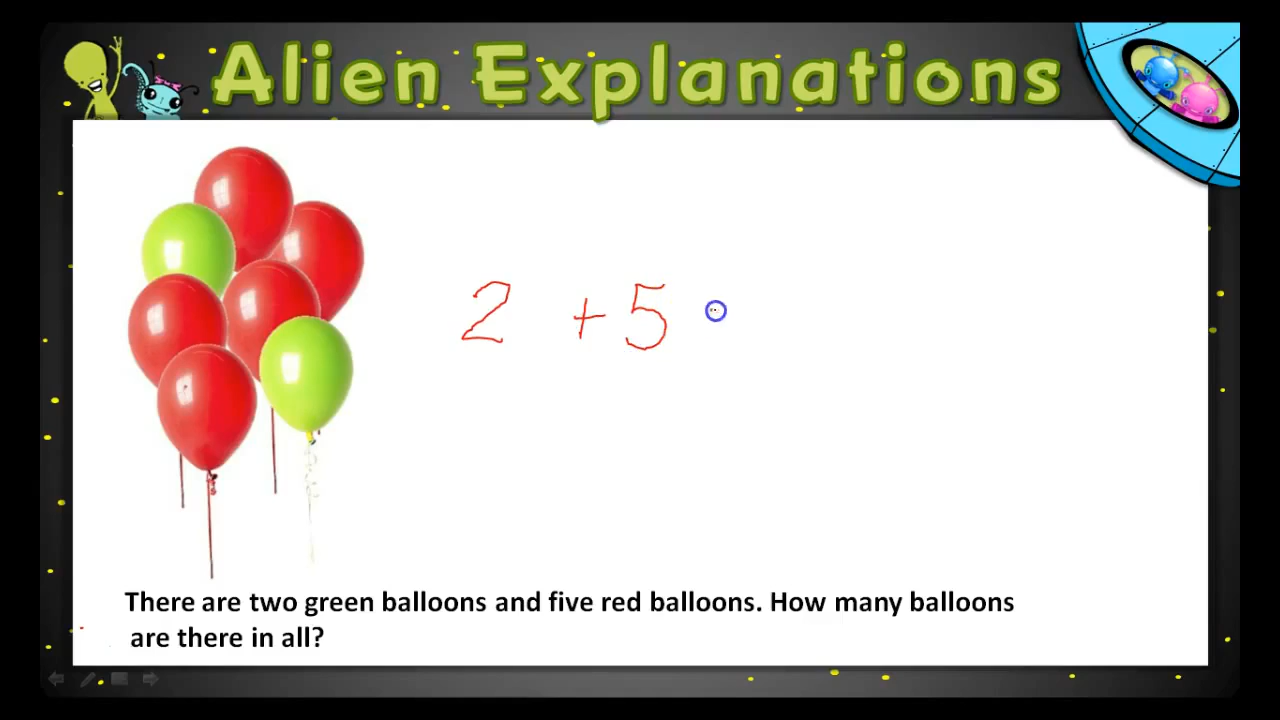 Alien Explanations
2 + 5
There are two green balloons and five red balloons. How many balloons
are there in all?